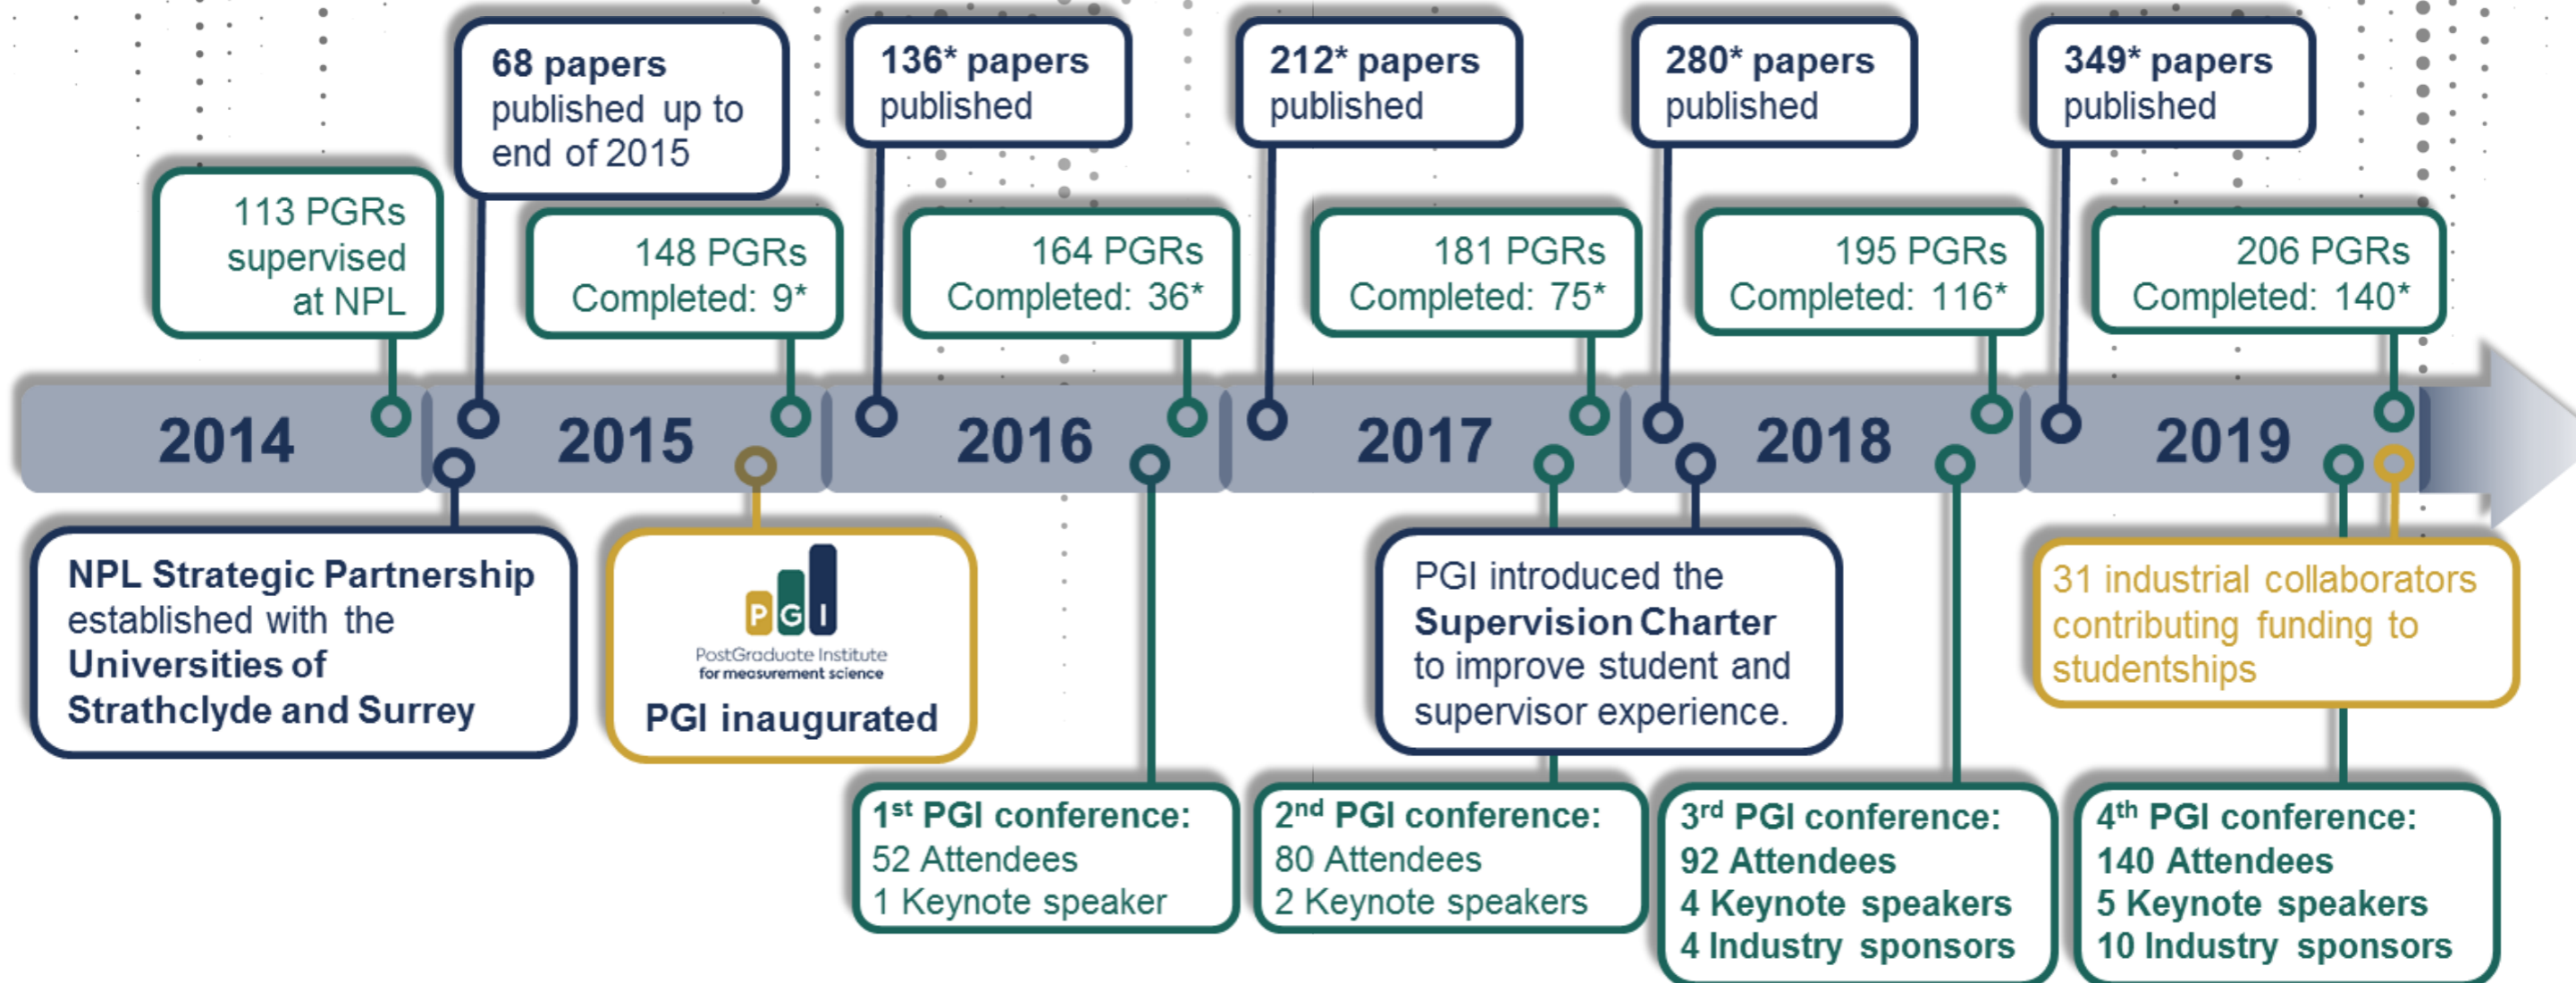 68 papers
published up to
end of 2015
136* papers
published
212* papers
published
280* papers
published
349* papers
published
113 PGRs
supervised
at NPL
148 PGRs
Completed: 9*
164 PGRs
Completed: 36*
181 PGRs
Completed: 75*
195 PGRs
Completed: 116*
206 PGRs
Completed: 140*
2014
2015
2016
2017
2018
2019
NPL Strategic Partnership
established with the
Universities of
Strathclyde and Surrey
PGI
PostGraduate Institute
for measurement science
PGI inaugurated
PGI introduced the
Supervision Charter
to improve student and
supervisor experience.
31 industrial collaborators
contributing funding to
studentships
1st PGI conference:
52 Attendees
1 Keynote speaker
2nd PGI conference:
80 Attendees
2 Keynote speakers
3rd PGI conference:
92 Attendees
4 Keynote speakers
4 Industry sponsors
4th PGI conference:
140 Attendees
5 Keynote speakers
10 Industry sponsors